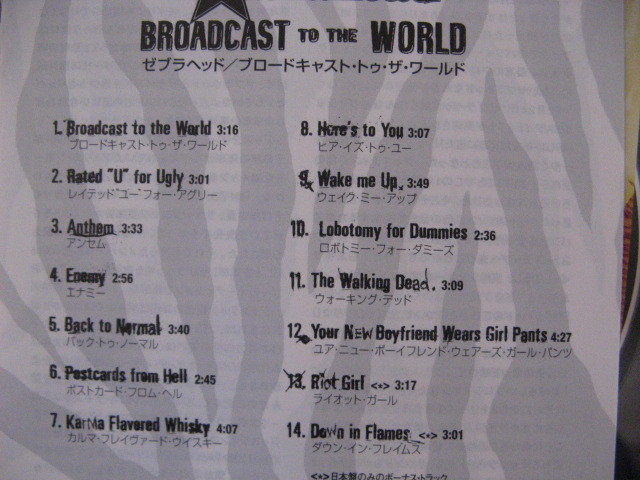 BROADCAST TO THE WORLD
ゼブラヘッド／ブロードキャスト・トゥ・ザ・ワールド
1. Broadcast to the World 3:16
ブロードキャスト・トゥ・ザ・ワールド
2. Rated "U" for Ugly 3:01
レイテッド"ユー"フォー・アグリー
3. Anthem 3:33
アンセム
4. Enemy 2:56
エナミー
5. Back to Normal 3:40
バック・トゥ・ノーマル
6. Postcards from Hell 2:45
ポストカード・フロム・ヘル
7. Karma Flavored Whisky 4:07
カルマ・フレイヴァード・ウイスキー
8. Here's to You 3:07
ヒア・イズ・トゥ・ユー
9. Wake me Up. 3:49
ウェイク・ミー・アップ
10. Lobotomy for Dummies 2:36
ロボトミー・フォー・ダミーズ
11. The Walking Dead. 3:09
ウォーキング・デッド
12. Your NEW Boyfriend Wears Girl Pants 4:27
ユア・ニュー・ボーイフレンド・ウェアーズ・ガール・パンツ
13. Riot Girl <*> 3:17
ライオット・ガール
14. Down in Flames <*> 3:01
ダウン・イン・フレイムス
<*>日本盤のみのボーナス・トラック